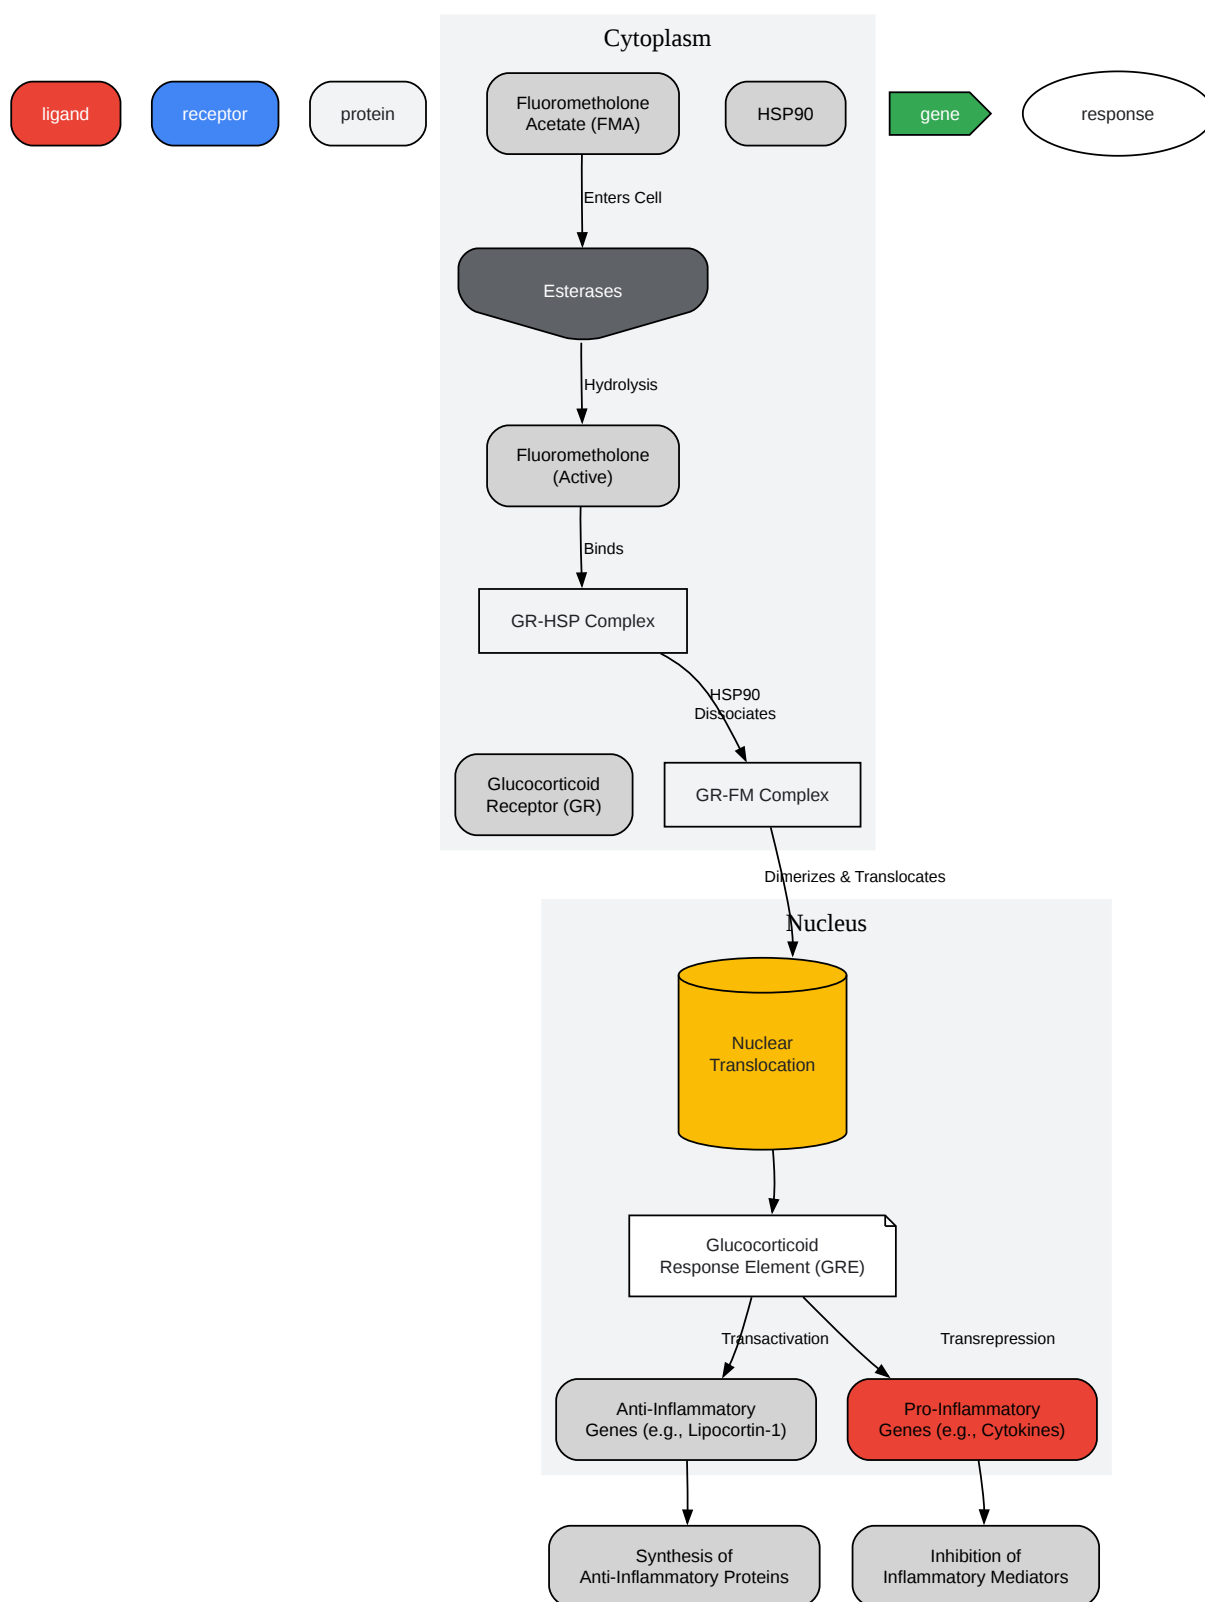 Cytoplasm
ligand
receptor
protein
Fluorometholone
Acetate (FMA)
HSP90
gene
response
Enters Cell
Esterases
Hydrolysis
Fluorometholone
(Active)
Binds
GR-HSP Complex
HSP90
Dissociates
Glucocorticoid
Receptor (GR)
GR-FM Complex
Dimerizes & Translocates
Nucleus
Nuclear
Translocation
Glucocorticoid
Response Element (GRE)
Transactivation
Transrepression
Anti-Inflammatory
Genes (e.g., Lipocortin-1)
Pro-Inflammatory
Genes (e.g., Cytokines)
Synthesis of
Anti-Inflammatory Proteins
Inhibition of
Inflammatory Mediators